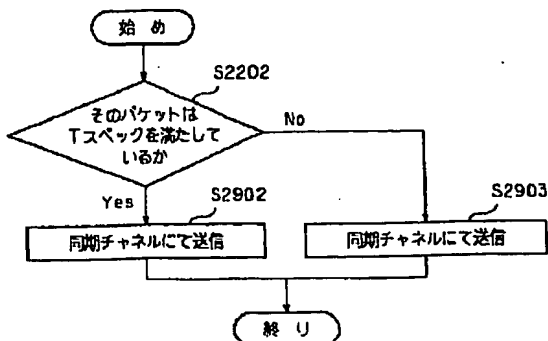 始め
S2202
そのパケットは
Tスペックを満たして
いるか
No
Yes
S2902
S2903
同期チャネルにて送信
同期チャネルにて送信
終り